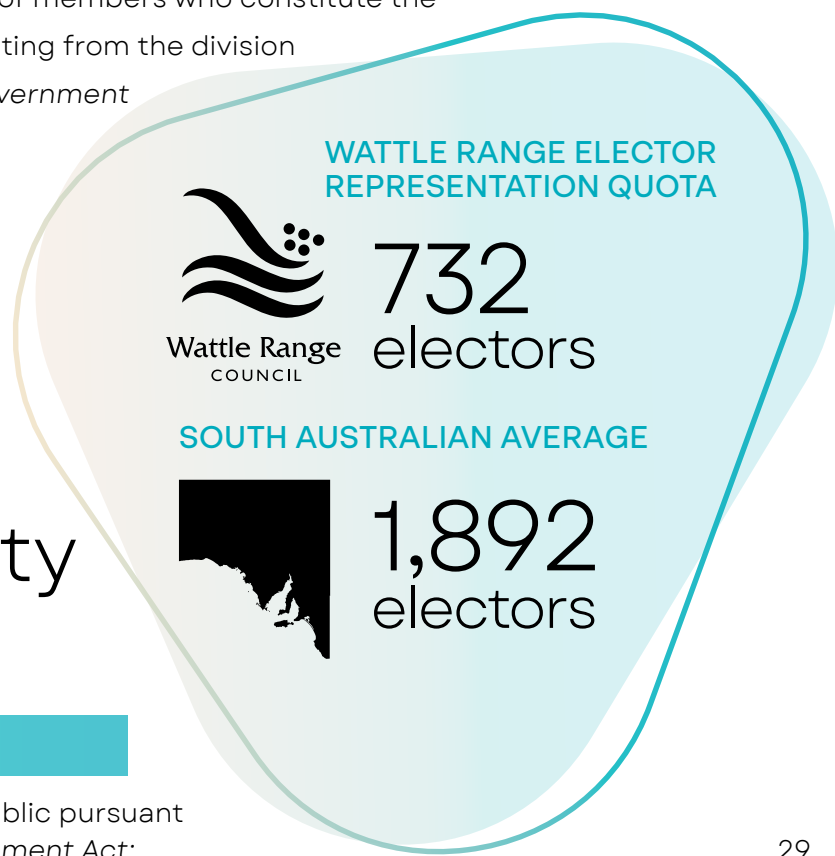 of members who constitute the
ting from the division
vernment
WATTLE RANGE ELECTOR
REPRESENTATION QUOTA
Wattle Range
COUNCIL
732
electors
SOUTH AUSTRALIAN AVERAGE
1,892
electors
ty
blic pursuant
ment Act;
29